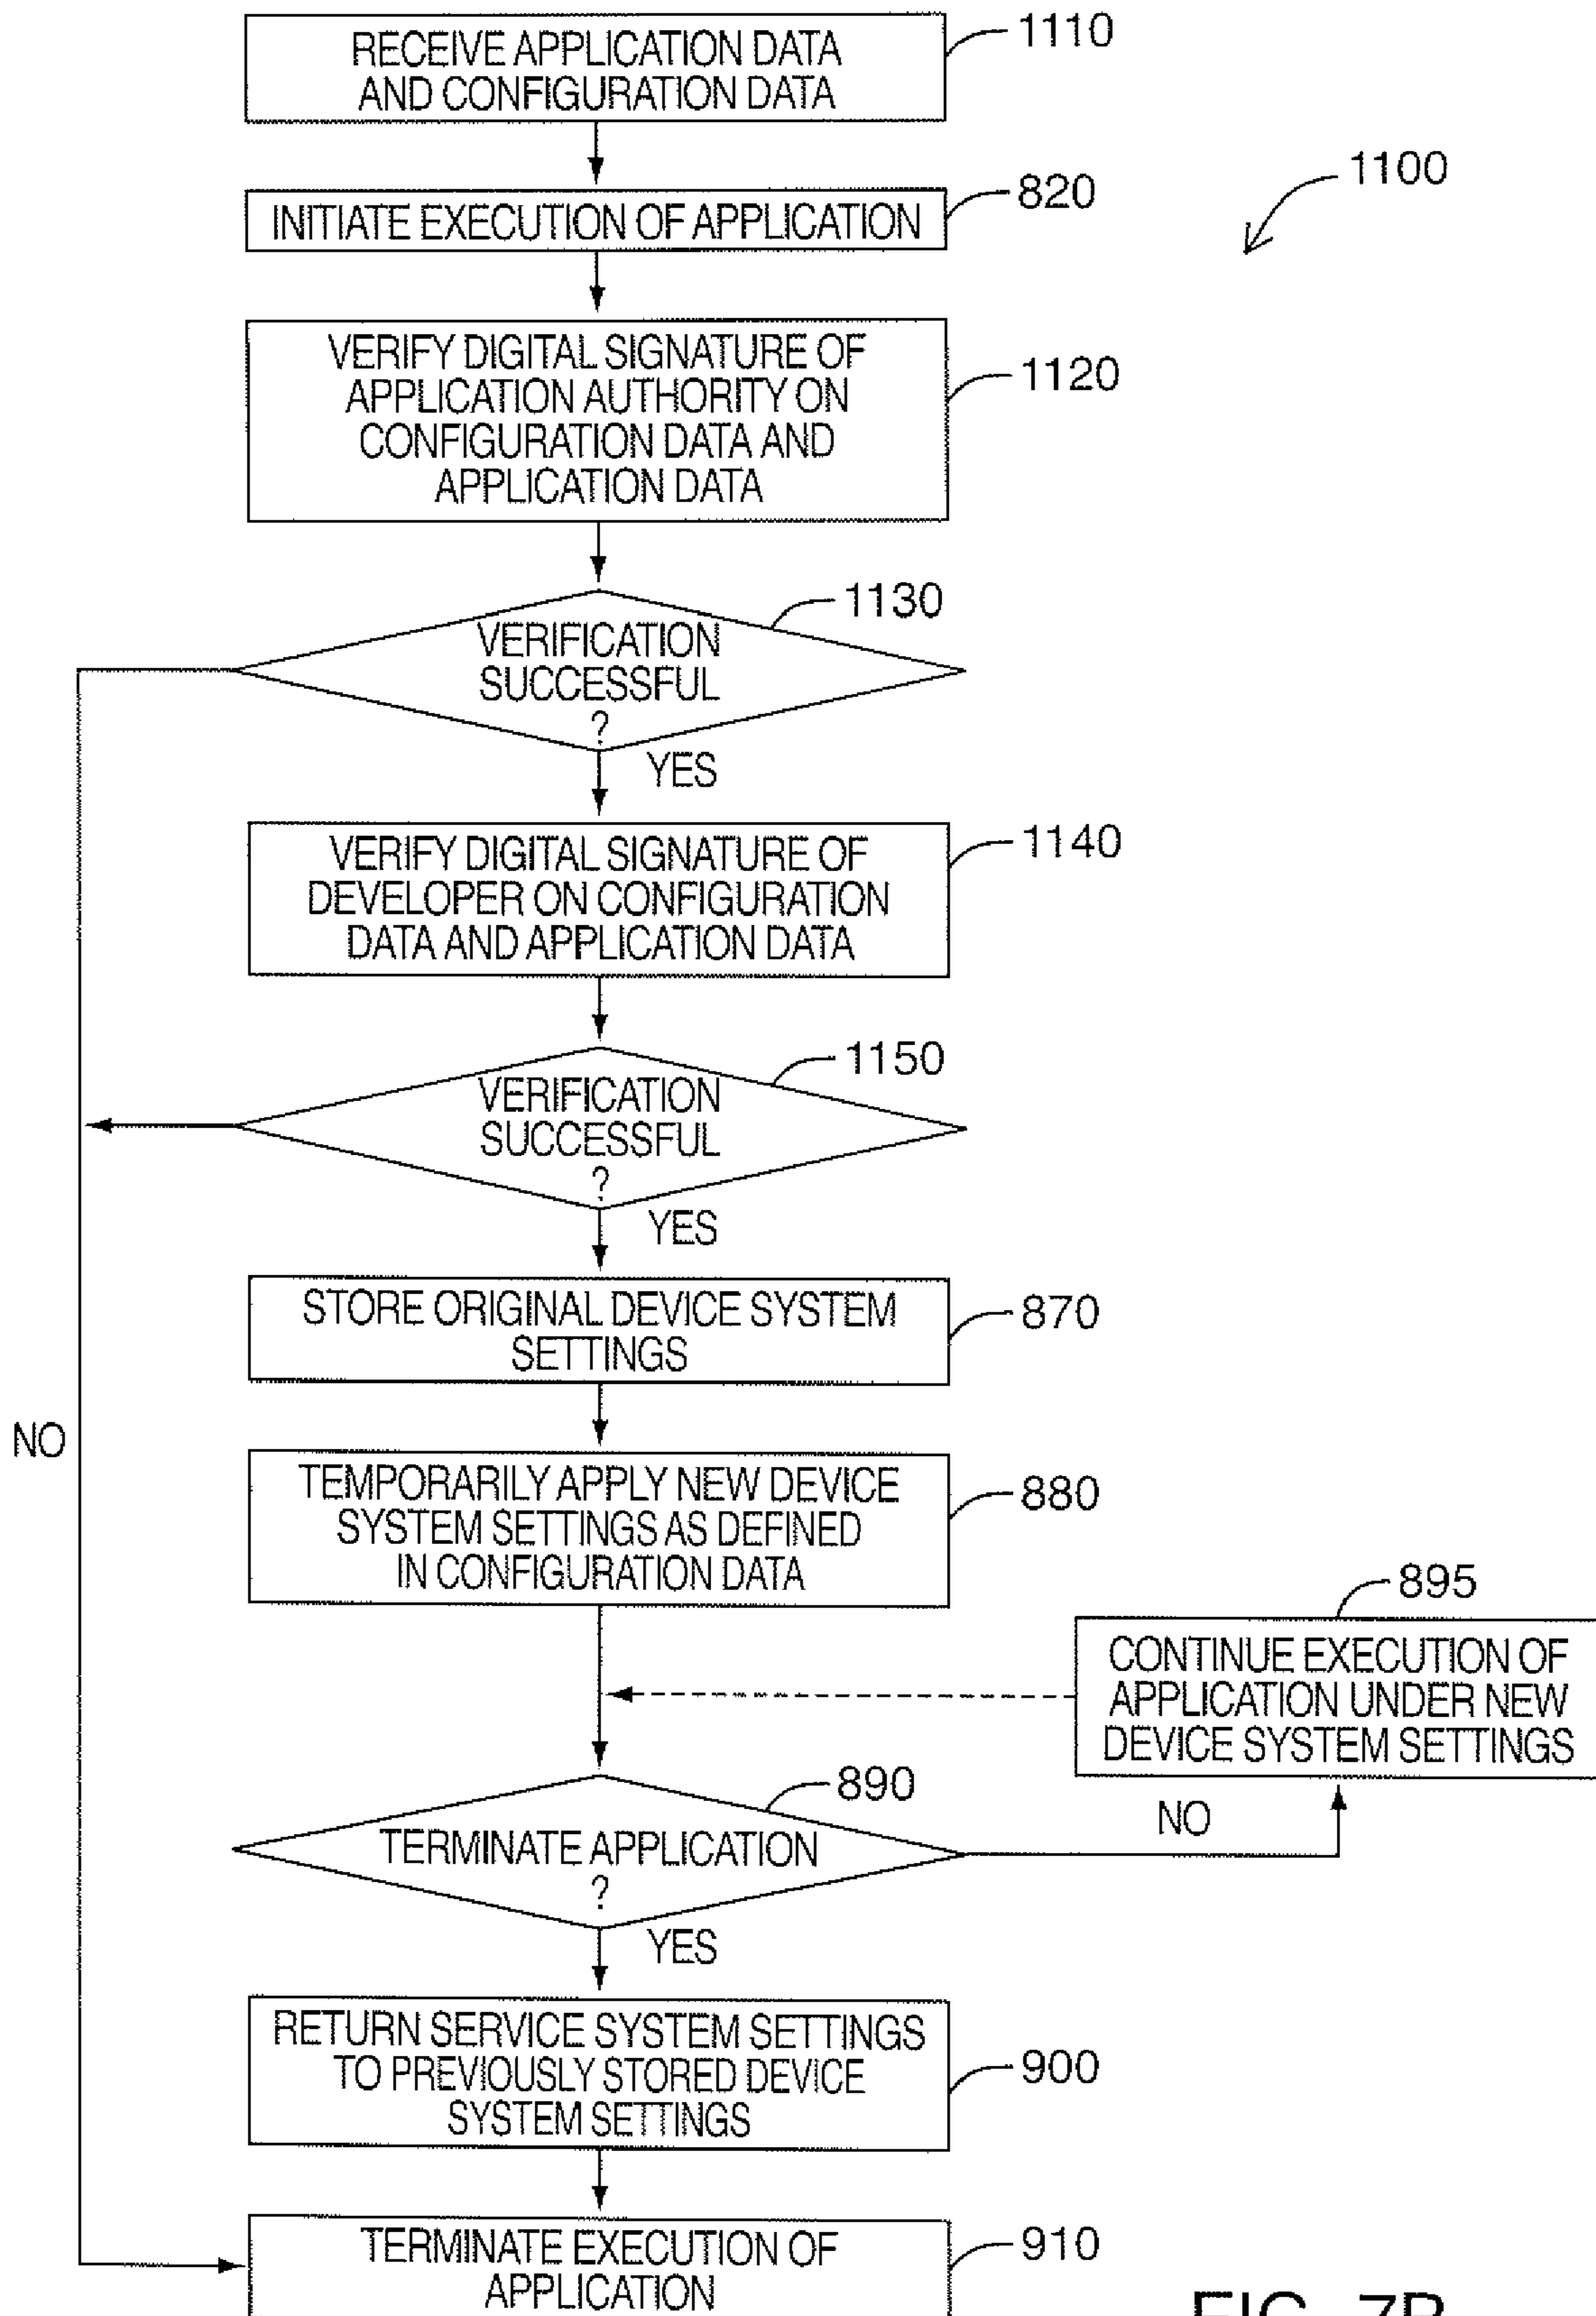 RECEIVE APPLICATION DATA
AND CONFIGURATION DATA
1110
1100
INITIATE EXECUTION OF APPLICATION
820
VERIFY DIGITAL SIGNATURE OF
APPLICATION AUTHORITY ON
CONFIGURATION DATA AND
APPLICATION DATA
1120
VERIFICATION
SUCCESSFUL
?
1130
YES
VERIFY DIGITAL SIGNATURE OF
DEVELOPER ON CONFIGURATION
DATA AND APPLICATION DATA
1140
VERIFICATION
SUCCESSFUL
?
1150
YES
STORE ORIGINAL DEVICE SYSTEM
SETTINGS
870
NO
TEMPORARILY APPLY NEW DEVICE
SYSTEM SETTINGS AS DEFINED
IN CONFIGURATION DATA
880
895
CONTINUE EXECUTION OF
APPLICATION UNDER NEW
DEVICE SYSTEM SETTINGS
TERMINATE APPLICATION
?
890
NO
YES
RETURN SERVICE SYSTEM SETTINGS
TO PREVIOUSLY STORED DEVICE
SYSTEM SETTINGS
900
TERMINATE EXECUTION OF
APPLICATION
910
FIG. 7B